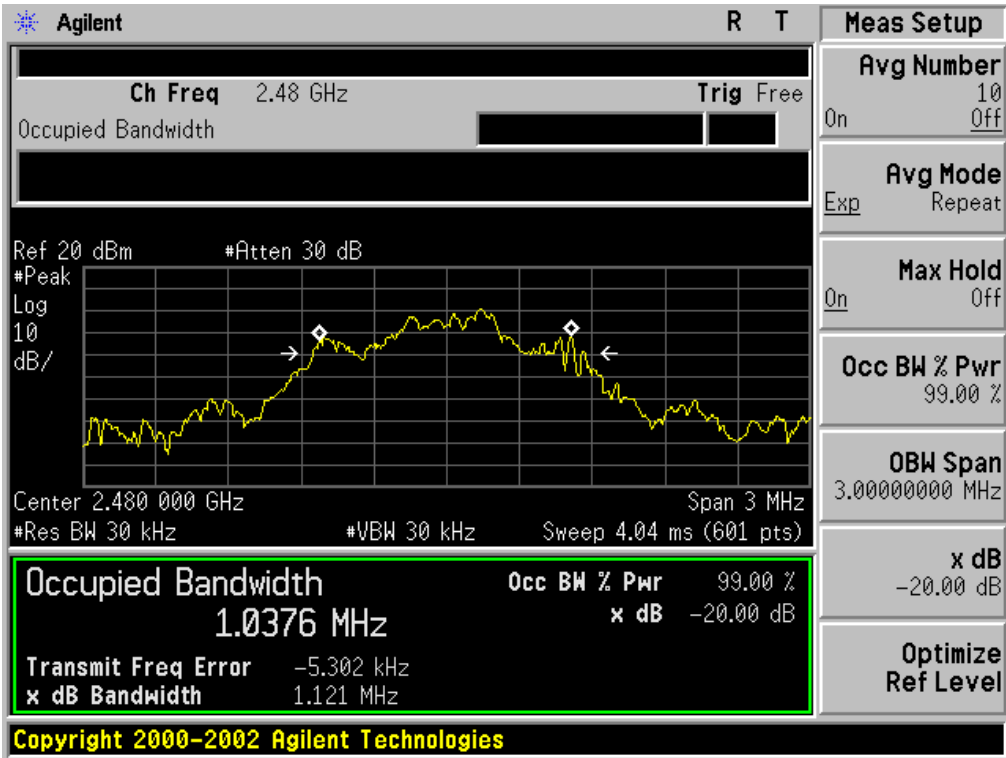 Agilent R T
Ch Freq 2.48 GHz Trig Free
Occupied Bandwidth
Ref 20 dBm #Atten 30 dB
#Peak
Log
10
dB/
Center 2.480 000 GHz Span 3 MHz
#Res BW 30 kHz #VBW 30 kHz Sweep 4.04 ms (601 pts)
Occupied Bandwidth Occ BW % Pwr 99.00 %
1.0376 MHz x dB -20.00 dB
Transmit Freq Error -5.302 kHz
x dB Bandwidth 1.121 MHz
Copyright 2000-2002 Agilent Technologies
Meas Setup
Avg Number
10
On Off
Avg Mode
Exp Repeat
Max Hold
On Off
Occ BW % Pwr
99.00 %
OBW Span
3.00000000 MHz
x dB
-20.00 dB
Optimize
Ref Level